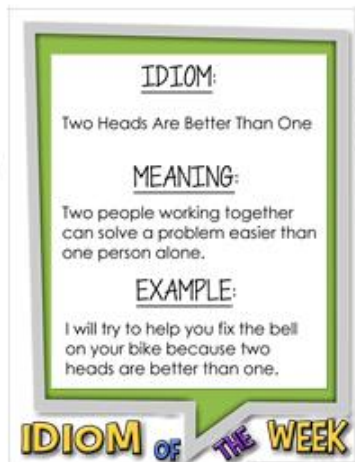 IDIOM:
Two Heads Are Better Than One
MEANING:
Two people working together
can solve a problem easier than
one person alone.
EXAMPLE:
I will try to help you fix the bell
on your bike because two
heads are better than one.
IDIOM OF THE WEEK